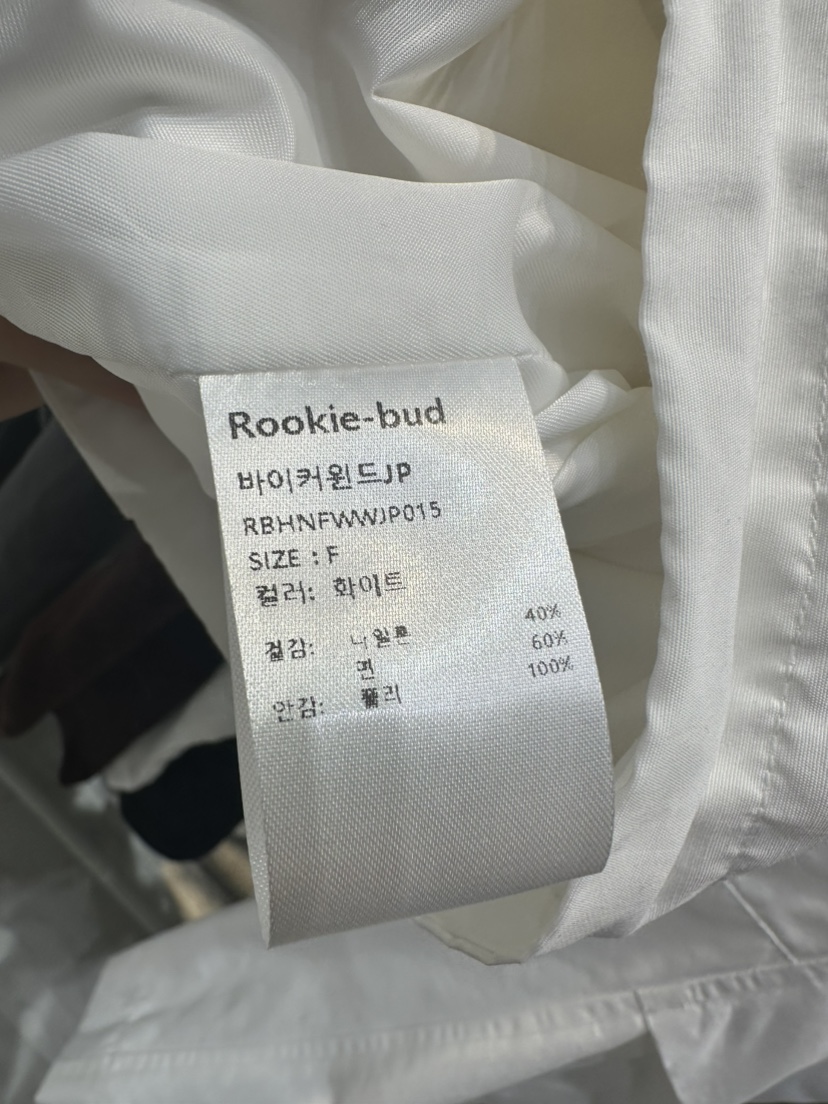 Rookie-bud
바이커윈드JP
RBHNFWWJP015
SIZE : F
컬러: 화이트
겉감: 나일론 40%
면 60%
안감: 폴리 100%